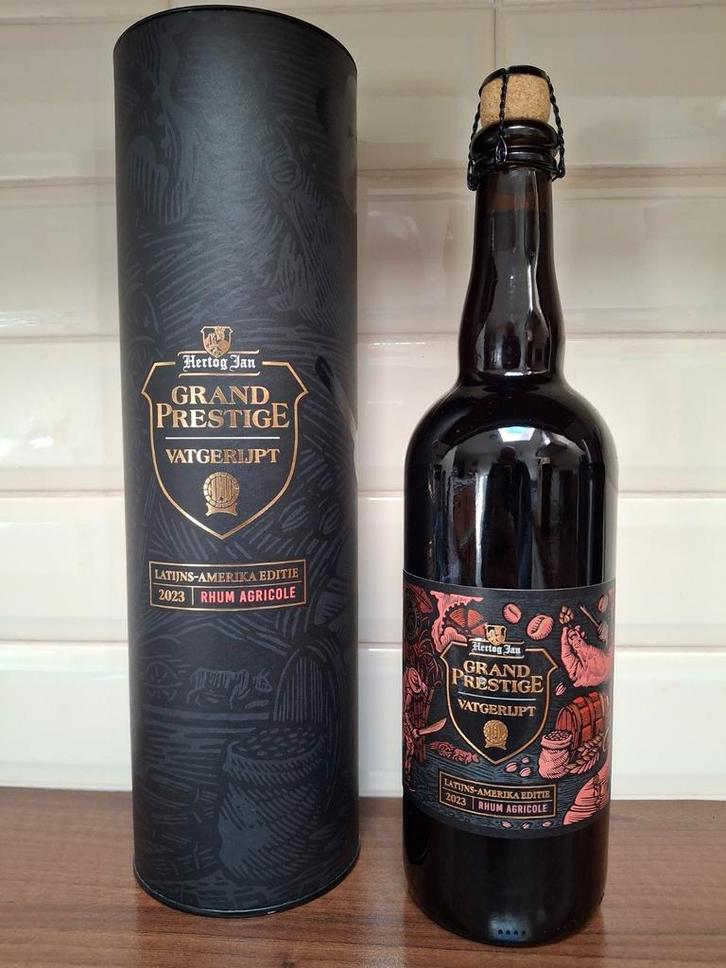 Hertog Jan
GRAND
PRESTIGE
VATGERIJPT
LATIJNS-AMERIKA EDITIE
2023 RHUM AGRICOLE
Hertog Jan
GRAND
PRESTIGE
VATGERIJPT
LATIJNS-AMERIKA EDITIE
2023 RHUM AGRICOLE